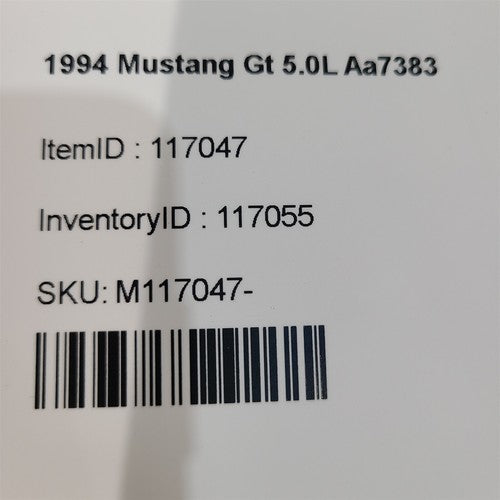 1994 Mustang Gt 5.0L Aa7383
ItemID : 117047
InventoryID : 117055
SKU: M117047-